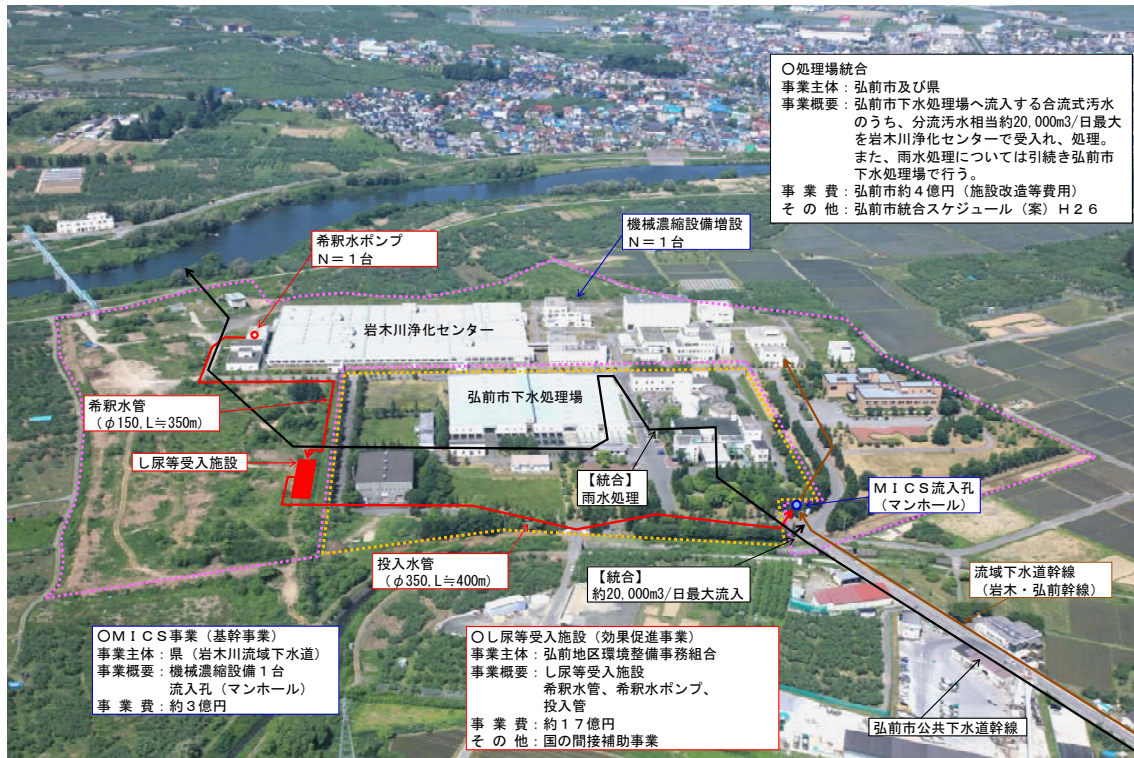 ○処理場統合
事業主体：弘前市及び県
事業概要：弘前市下水処理場へ流入する合流式汚水
のうち、分流汚水相当約20,000m3/日最大
を岩木川浄化センターで受入れ、処理。
また、雨水処理については引続き弘前市
下水処理場で行う。
事 業 費：弘前市約４億円（施設改造等費用）
そ の 他：弘前市統合スケジュール（案）Ｈ２６
希釈水ポンプ
Ｎ＝１台
機械濃縮設備増設
Ｎ＝１台
岩木川浄化センター
弘前市下水処理場
希釈水管
（φ150,L≒350m）
し尿等受入施設
【統合】
雨水処理
ＭＩＣＳ流入孔
（マンホール）
投入水管
（φ350,L≒400m）
【統合】
約20,000m3/日最大流入
流域下水道幹線
（岩木・弘前幹線）
○ＭＩＣＳ事業（基幹事業）
事業主体：県（岩木川流域下水道）
事業概要：機械濃縮設備１台
流入孔（マンホール）
事 業 費：約３億円
○し尿等受入施設（効果促進事業）
事業主体：弘前地区環境整備事務組合
事業概要：し尿等受入施設
希釈水管、希釈水ポンプ、
投入管
事 業 費：約１７億円
そ の 他：国の間接補助事業
弘前市公共下水道幹線